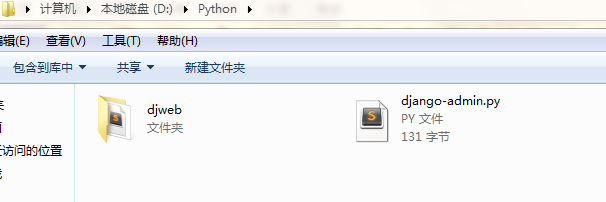 计算机 ▸ 本地磁盘 (D:) ▸ Python ▸
编辑(E) 查看(V) 工具(T) 帮助(H)
包含到库中 共享 新建文件夹
djweb
文件夹
django-admin.py
PY 文件
131 字节
访问的位置